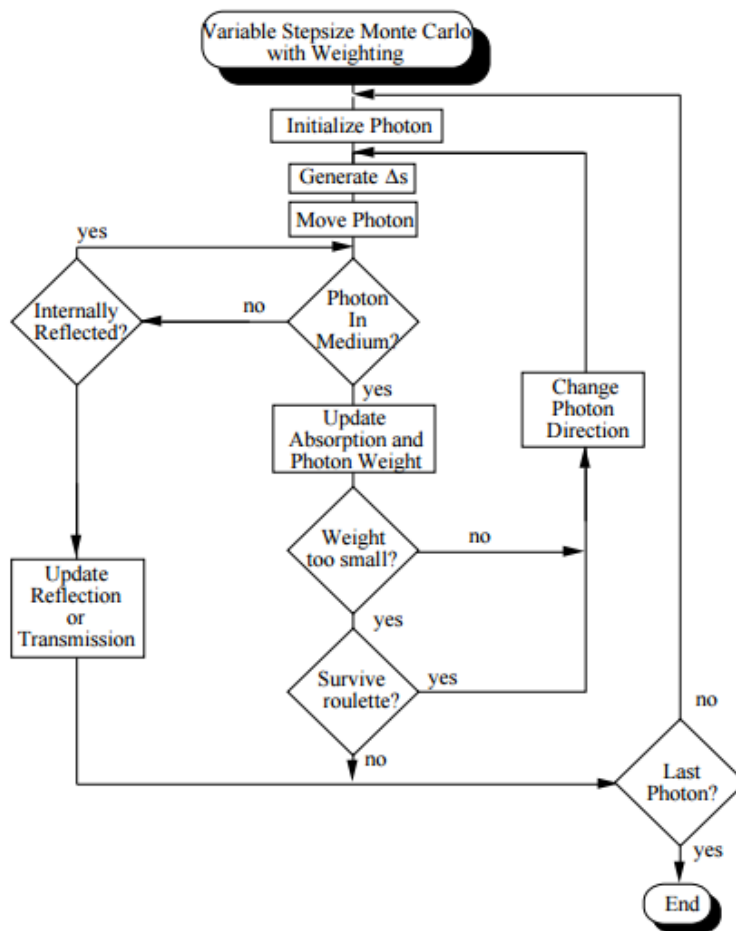 Variable Stepsize Monte Carlo
with Weighting
Initialize Photon
Generate Δs
Move Photon
yes
Internally
Reflected?
no
Photon
In
Medium?
yes
Change
Photon
Direction
Update
Absorption and
Photon Weight
Weight
too small?
no
Update
Reflection
or
Transmission
yes
Survive
roulette?
yes
no
no
Last
Photon?
yes
End